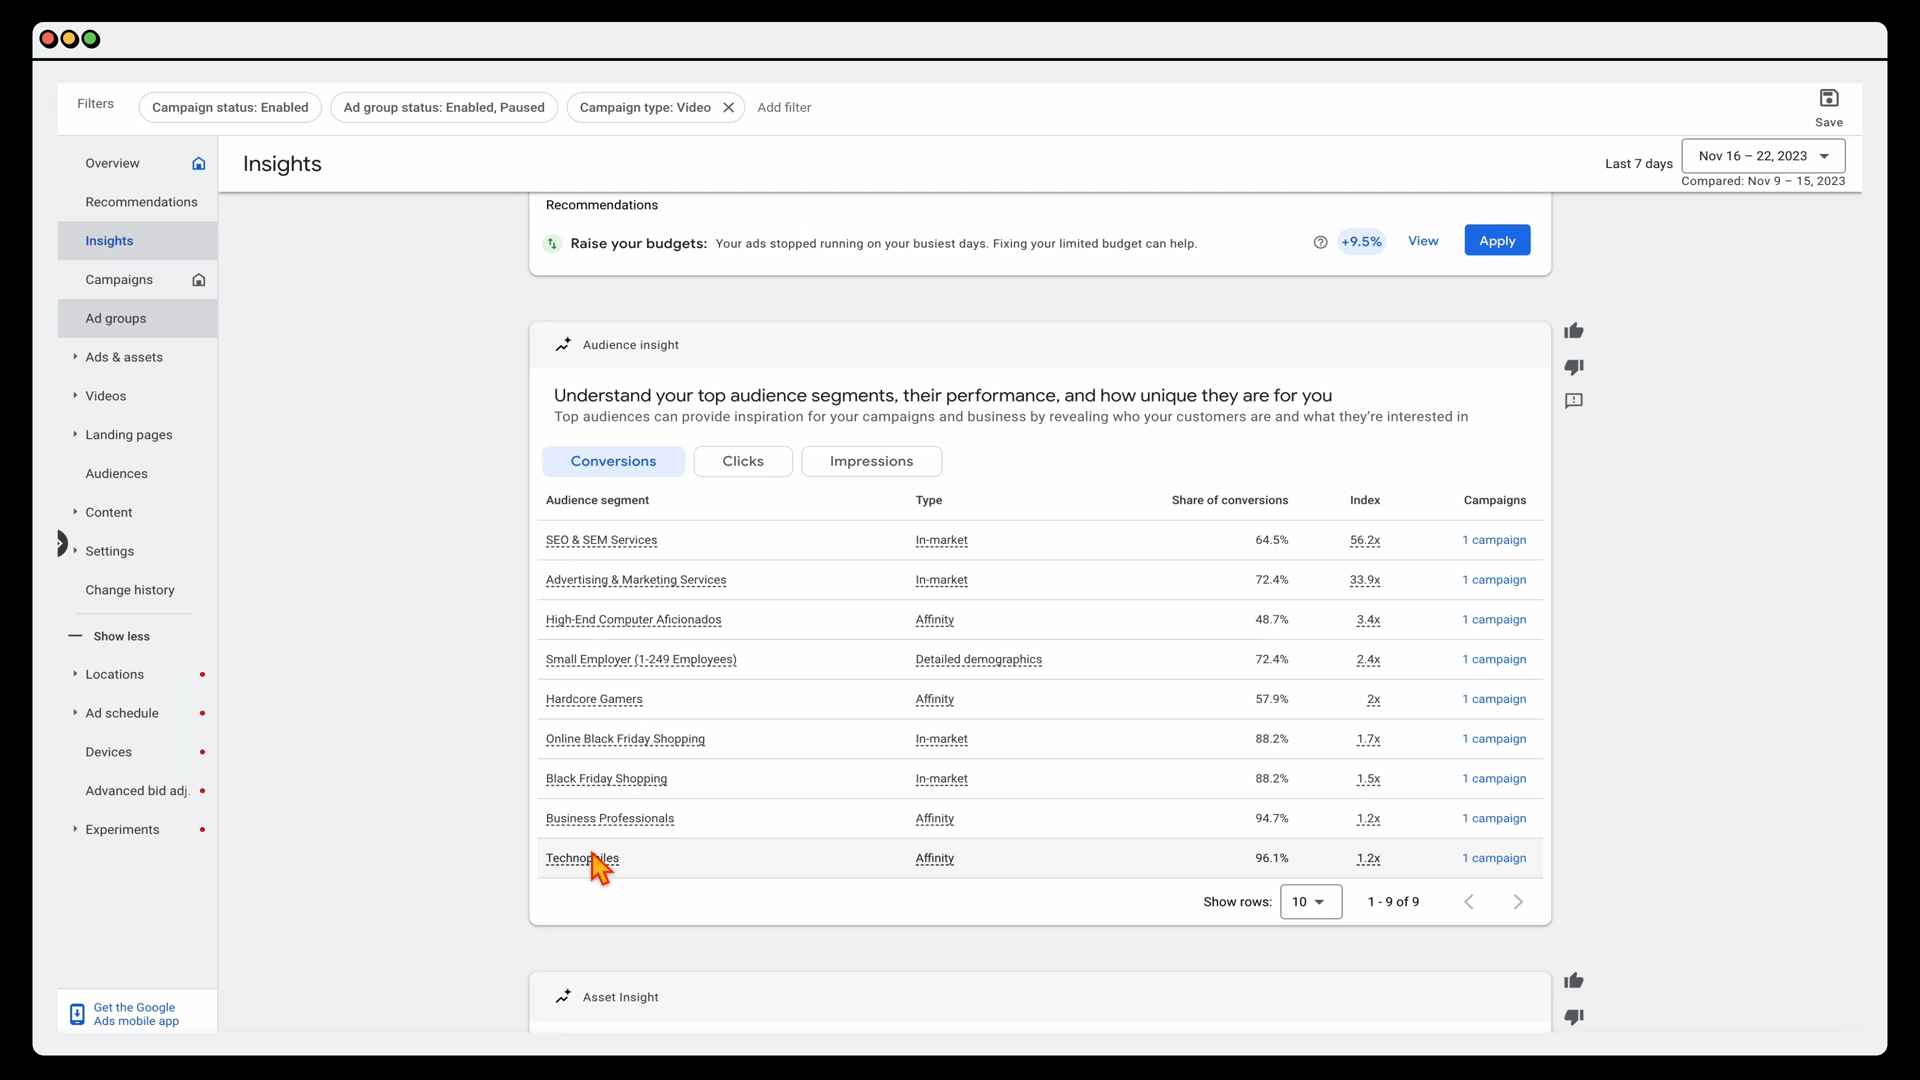 Filters
Campaign status: Enabled
Ad group status: Enabled, Paused
Campaign type: Video
Add filter
Save
Overview
Recommendations
Insights
Campaigns
Ad groups
Ads & assets
Videos
Landing pages
Audiences
Content
Settings
Change history
Show less
Locations
Ad schedule
Devices
Advanced bid adj.
Experiments
Get the Google
Ads mobile app
Insights
Last 7 days
Nov 16 – 22, 2023
Compared: Nov 9 – 15, 2023
Recommendations
Raise your budgets: Your ads stopped running on your busiest days. Fixing your limited budget can help.
+9.5%
View
Apply
Audience insight
Understand your top audience segments, their performance, and how unique they are for you
Top audiences can provide inspiration for your campaigns and business by revealing who your customers are and what they're interested in
Conversions
Clicks
Impressions
Audience segment Type Share of conversions Index Campaigns
SEO & SEM Services In-market 64.5% 56.2x 1 campaign
Advertising & Marketing Services In-market 72.4% 33.9x 1 campaign
High-End Computer Aficionados Affinity 48.7% 3.4x 1 campaign
Small Employer (1-249 Employees) Detailed demographics 72.4% 2.4x 1 campaign
Hardcore Gamers Affinity 57.9% 2x 1 campaign
Online Black Friday Shopping In-market 88.2% 1.7x 1 campaign
Black Friday Shopping In-market 88.2% 1.5x 1 campaign
Business Professionals Affinity 94.7% 1.2x 1 campaign
Technophiles Affinity 96.1% 1.2x 1 campaign
Show rows: 10 1 - 9 of 9
Asset Insight